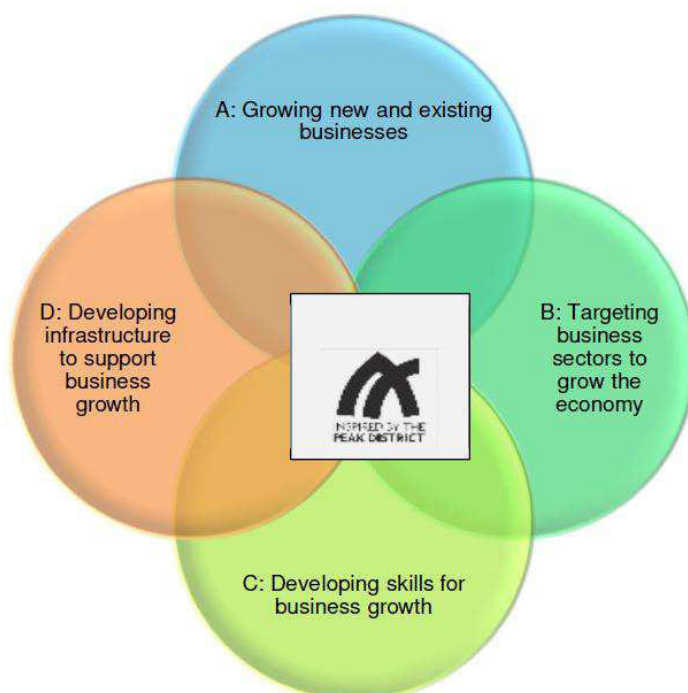 A: Growing new and existing
businesses
D: Developing
infrastructure
to support
business
growth
B: Targeting
business
sectors to
grow the
economy
INSPIRED BY THE
PEAK DISTRICT
C: Developing skills for
business growth